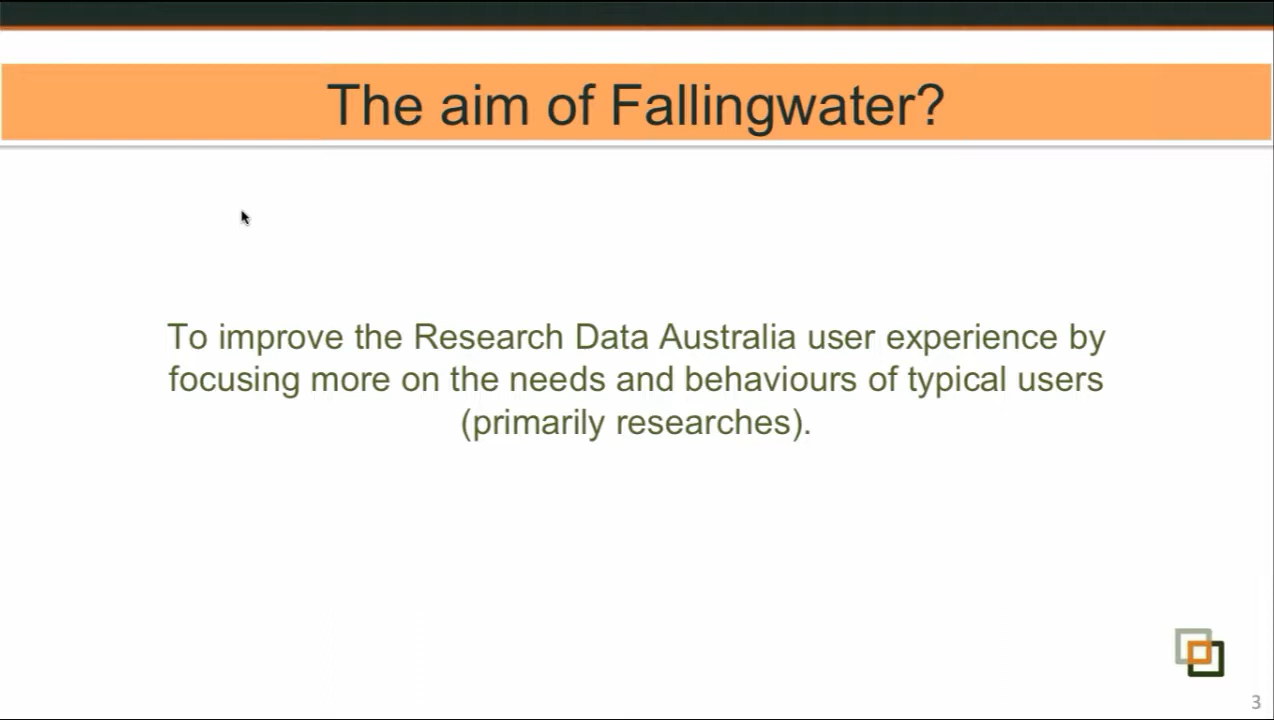 The aim of Fallingwater?
To improve the Research Data Australia user experience by
focusing more on the needs and behaviours of typical users
(primarily researches).
3